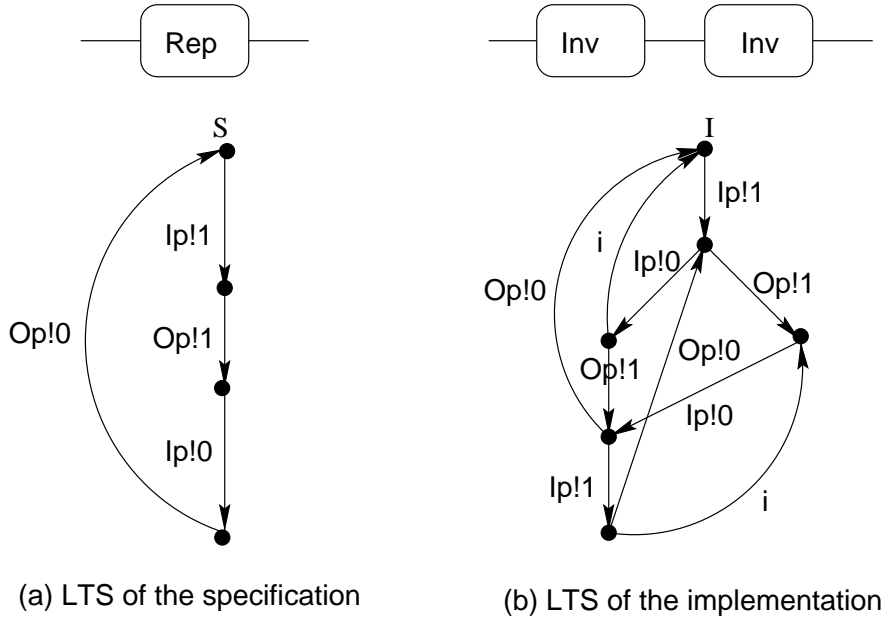 Rep
Inv
Inv
S
Ip!1
Op!0
Op!1
Ip!0
(a) LTS of the specification
I
Ip!1
i
Ip!0
Op!1
Op!0
Op!1
Op!0
Ip!0
Ip!1
i
(b) LTS of the implementation